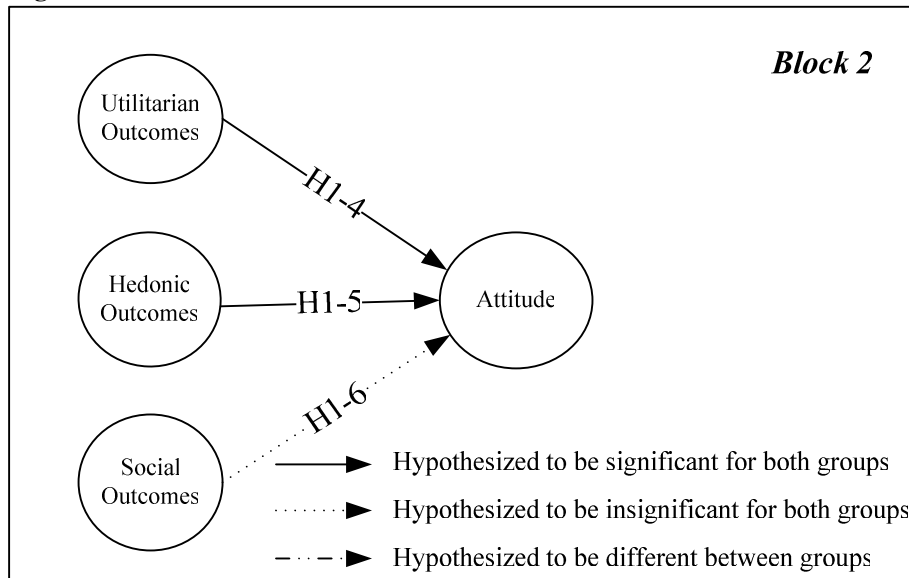 Block 2
Utilitarian
Outcomes
H1-4
Hedonic
Outcomes
H1-5
Attitude
H1-6
Social
Outcomes
Hypothesized to be significant for both groups
Hypothesized to be insignificant for both groups
Hypothesized to be different between groups